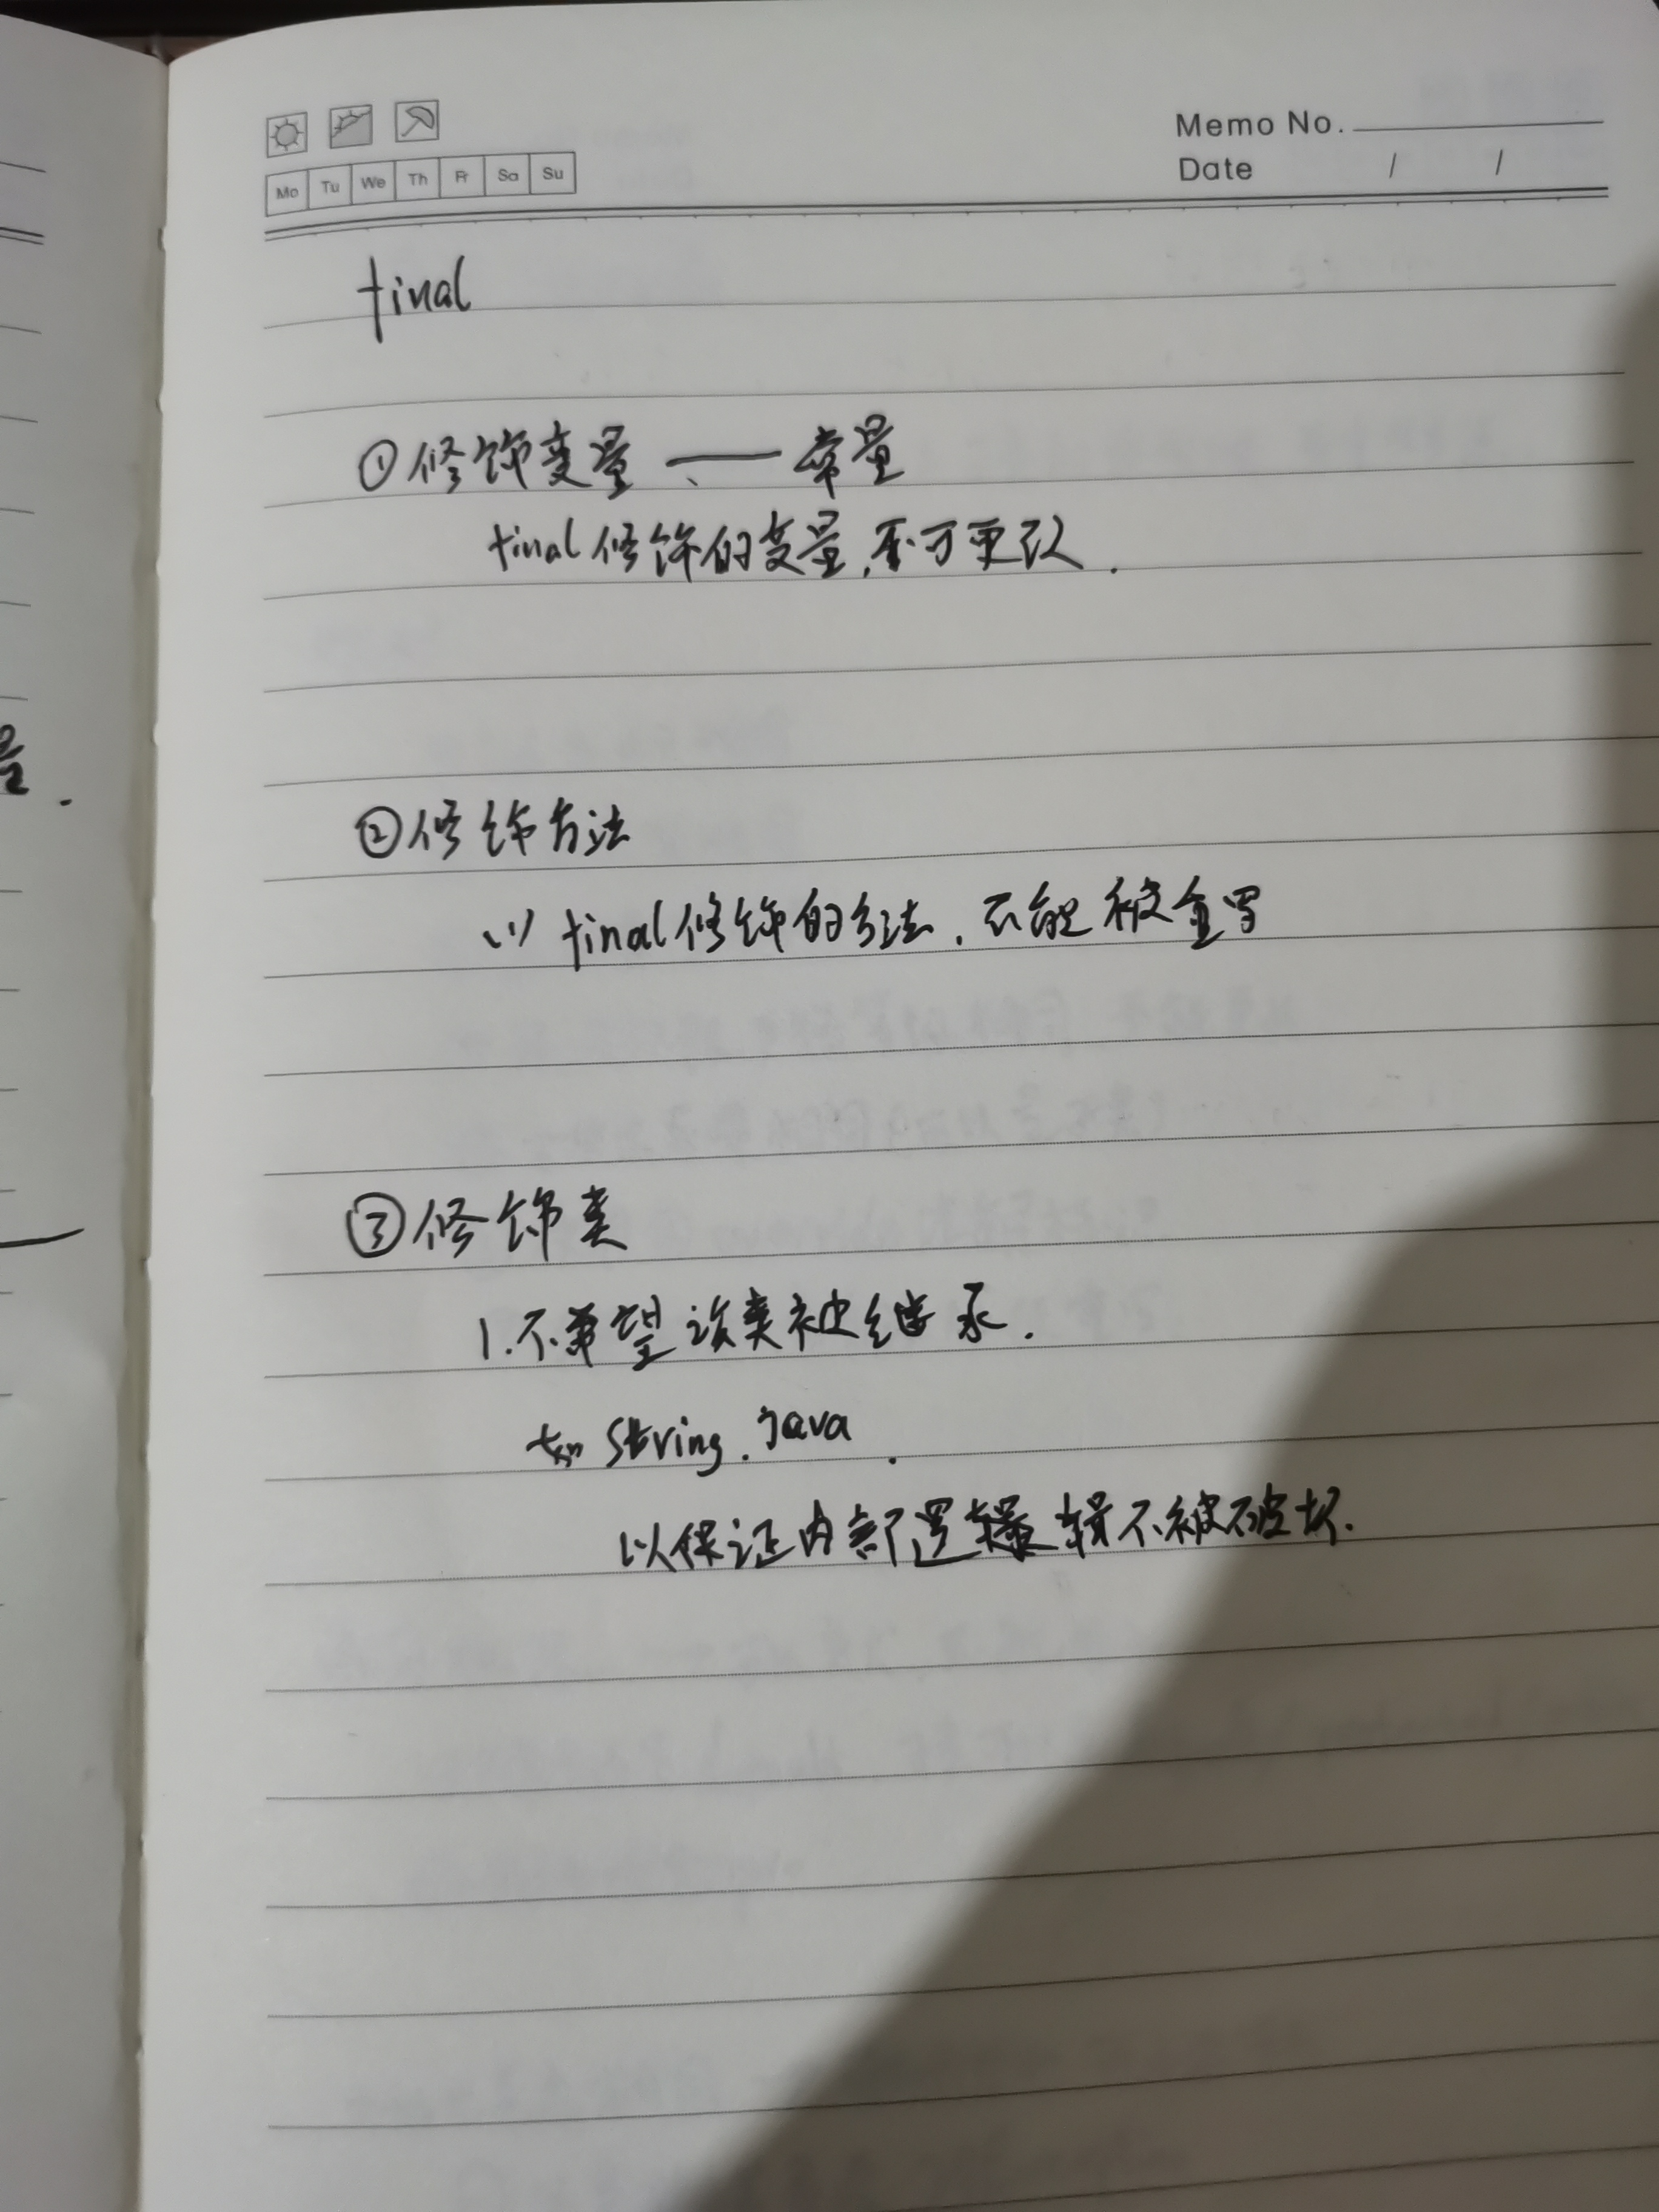 Memo No.
Mo Tu We Th Fr Sa Su
Date / /
final
①修饰变量 —— 常量
final修饰的变量,不可更改.
②修饰方法
(1) final修饰的方法,不能被重写
③修饰类
1.不希望该类被继承.
如 String.java.
以保证内部逻辑辑不被破坏.
量.